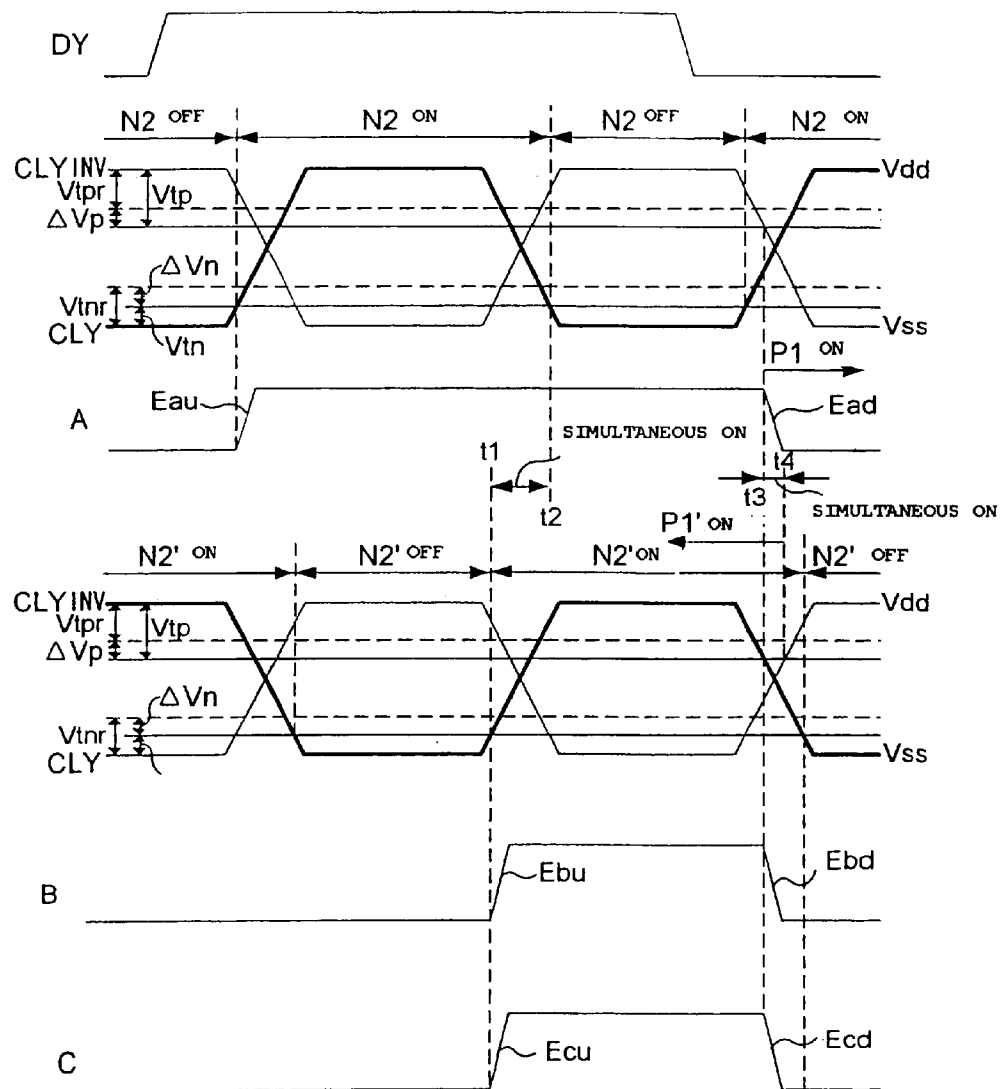 DY
N2 OFF
N2 ON
N2 OFF
N2 ON
CLYINV
Vdd
Vtpr
Vtp
ΔVp
ΔVn
Vtnr
CLY
Vtn
Vss
P1 ON
A
Eau
Ead
SIMULTANEOUS ON
t1
t2
t3
t4
SIMULTANEOUS ON
P1' ON
N2' ON
N2' OFF
N2' ON
N2' OFF
CLYINV
Vdd
Vtpr
Vtp
ΔVp
ΔVn
Vtnr
CLY
Vss
B
Ebu
Ebd
C
Ecu
Ecd